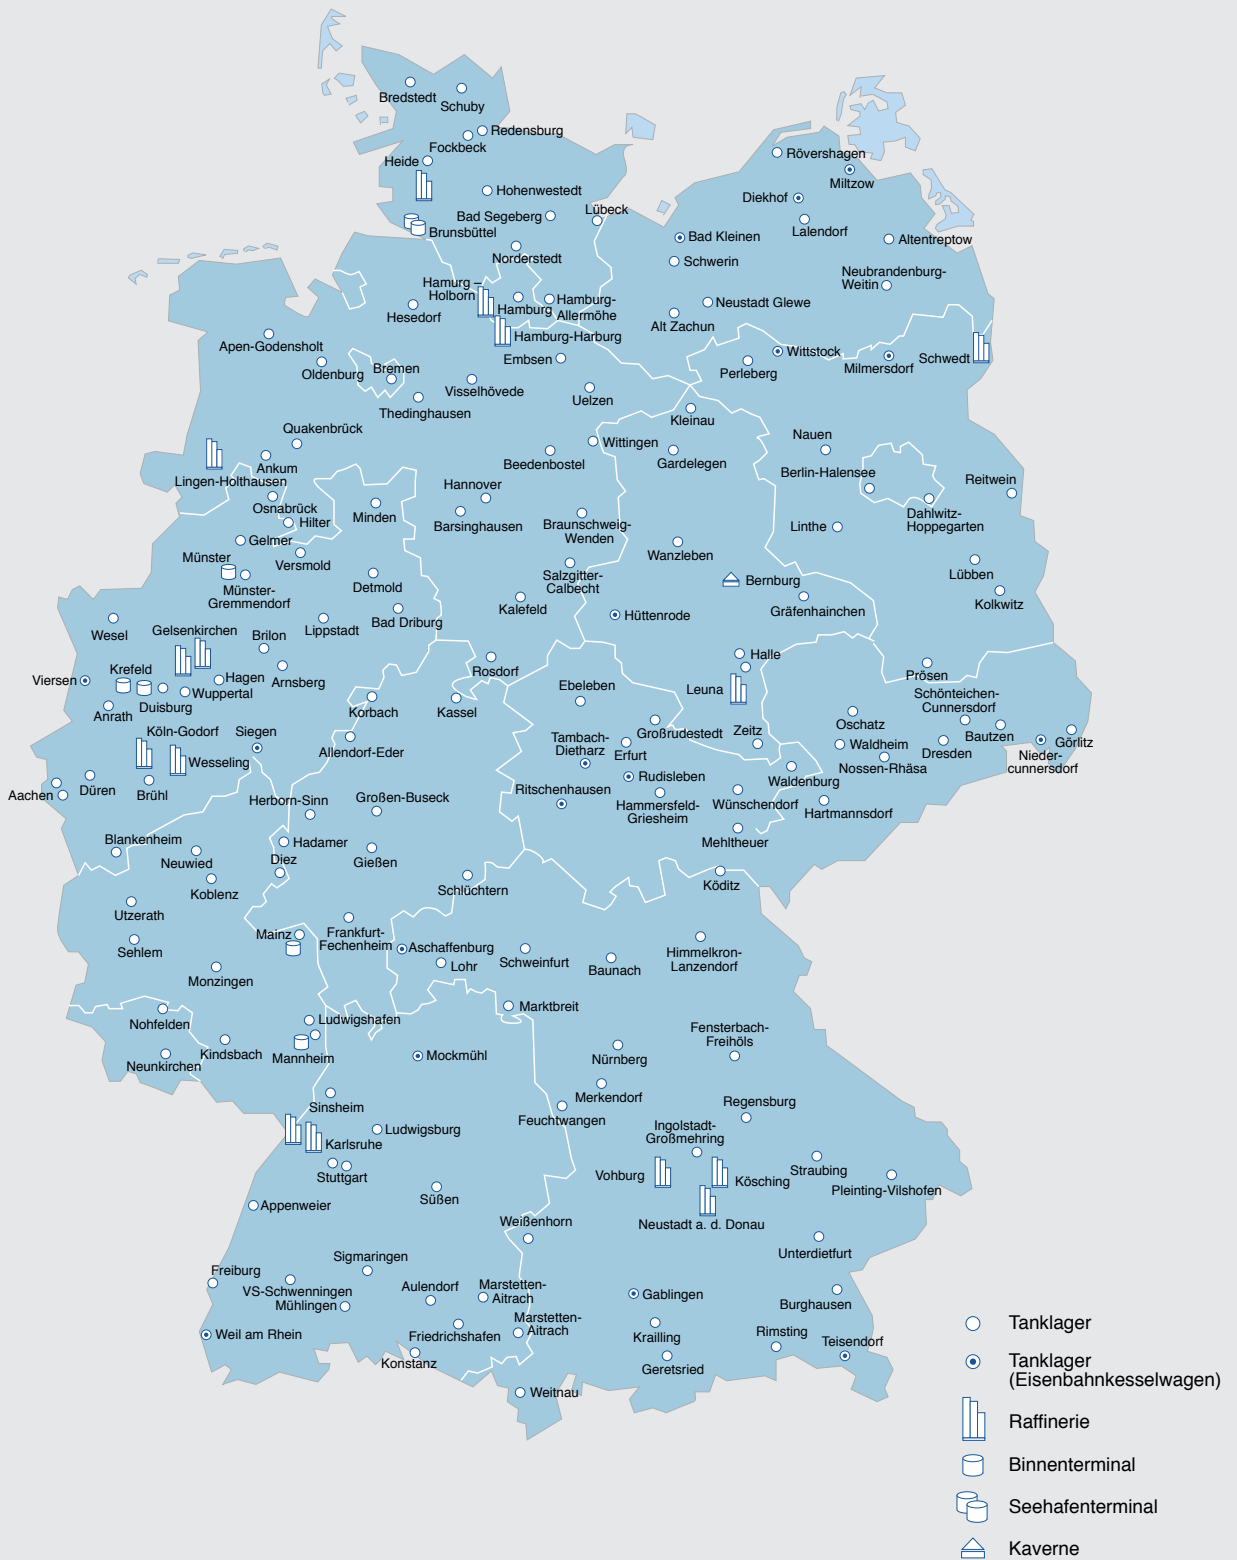 Bredstedt
Schuby
Redensburg
Fockbeck
Heide
Rövershagen
Miltzow
Hohenwestedt
Diekhof
Bad Segeberg
Lübeck
Brunsbüttel
Lalendorf
Bad Kleinen
Altentreptow
Norderstedt
Schwerin
Neubrandenburg-
Weitin
Hamurg –
Holborn
Hamburg
Hamburg-
Allermöhe
Neustadt Glewe
Hesedorf
Alt Zachun
Hamburg-Harburg
Apen-Godensholt
Embsen
Wittstock
Schwedt
Oldenburg
Bremen
Perleberg
Milmersdorf
Visselhövede
Uelzen
Thedinghausen
Kleinau
Quakenbrück
Nauen
Wittingen
Ankum
Beedenbostel
Gardelegen
Berlin-Halensee
Lingen-Holthausen
Hannover
Reitwein
Osnabrück
Hilter
Minden
Barsinghausen
Braunschweig-
Wenden
Linthe
Dahlwitz-
Hoppegarten
Gelmer
Münster
Versmold
Wanzleben
Salzgitter-
Calbecht
Lübben
Münster-
Gremmendorf
Detmold
Bernburg
Kalefeld
Gräfenhainchen
Kolkwitz
Wesel
Lippstadt
Bad Driburg
Hüttenrode
Gelsenkirchen
Brilon
Halle
Krefeld
Rosdorf
Prösen
Viersen
Hagen
Arnsberg
Ebeleben
Leuna
Schönteichen-
Cunnersdorf
Duisburg
Wuppertal
Anrath
Korbach
Kassel
Oschatz
Köln-Godorf
Siegen
Großrudestedt
Zeitz
Bautzen
Tambach-
Dietharz
Erfurt
Waldheim
Dresden
Görlitz
Allendorf-Eder
Wesseling
Nossen-Rhäsa
Nieder-
cunnersdorf
Aachen
Düren
Brühl
Rudisleben
Waldenburg
Ritschenhausen
Herborn-Sinn
Großen-Buseck
Hammersfeld-
Griesheim
Wünschendorf
Hartmannsdorf
Blankenheim
Hadamer
Mehltheuer
Neuwied
Diez
Gießen
Koblenz
Schlüchtern
Köditz
Utzerath
Mainz
Frankfurt-
Fechenheim
Aschaffenburg
Sehlem
Lohr
Schweinfurt
Baunach
Himmelkron-
Lanzendorf
Monzingen
Marktbreit
Nohfelden
Ludwigshafen
Fensterbach-
Freihöls
Kindsbach
Mannheim
Mockmühl
Nürnberg
Neunkirchen
Merkendorf
Sinsheim
Feuchtwangen
Regensburg
Ludwigsburg
Ingolstadt-
Großmehring
Karlsruhe
Stuttgart
Vohburg
Kösching
Straubing
Pleinting-Vilshofen
Süßen
Appenweier
Neustadt a. d. Donau
Weißenhorn
Unterdietfurt
Sigmaringen
Freiburg
VS-Schwenningen
Aulendorf
Marstetten-
Aitrach
Gablingen
Mühlingen
Burghausen
Marstetten-
Aitrach
Weil am Rhein
Friedrichshafen
Krailling
Rimsting
Teisendorf
Konstanz
Geretsried
Weitnau
Tanklager
Tanklager
(Eisenbahnkesselwagen)
Raffinerie
Binnenterminal
Seehafenterminal
Kaverne